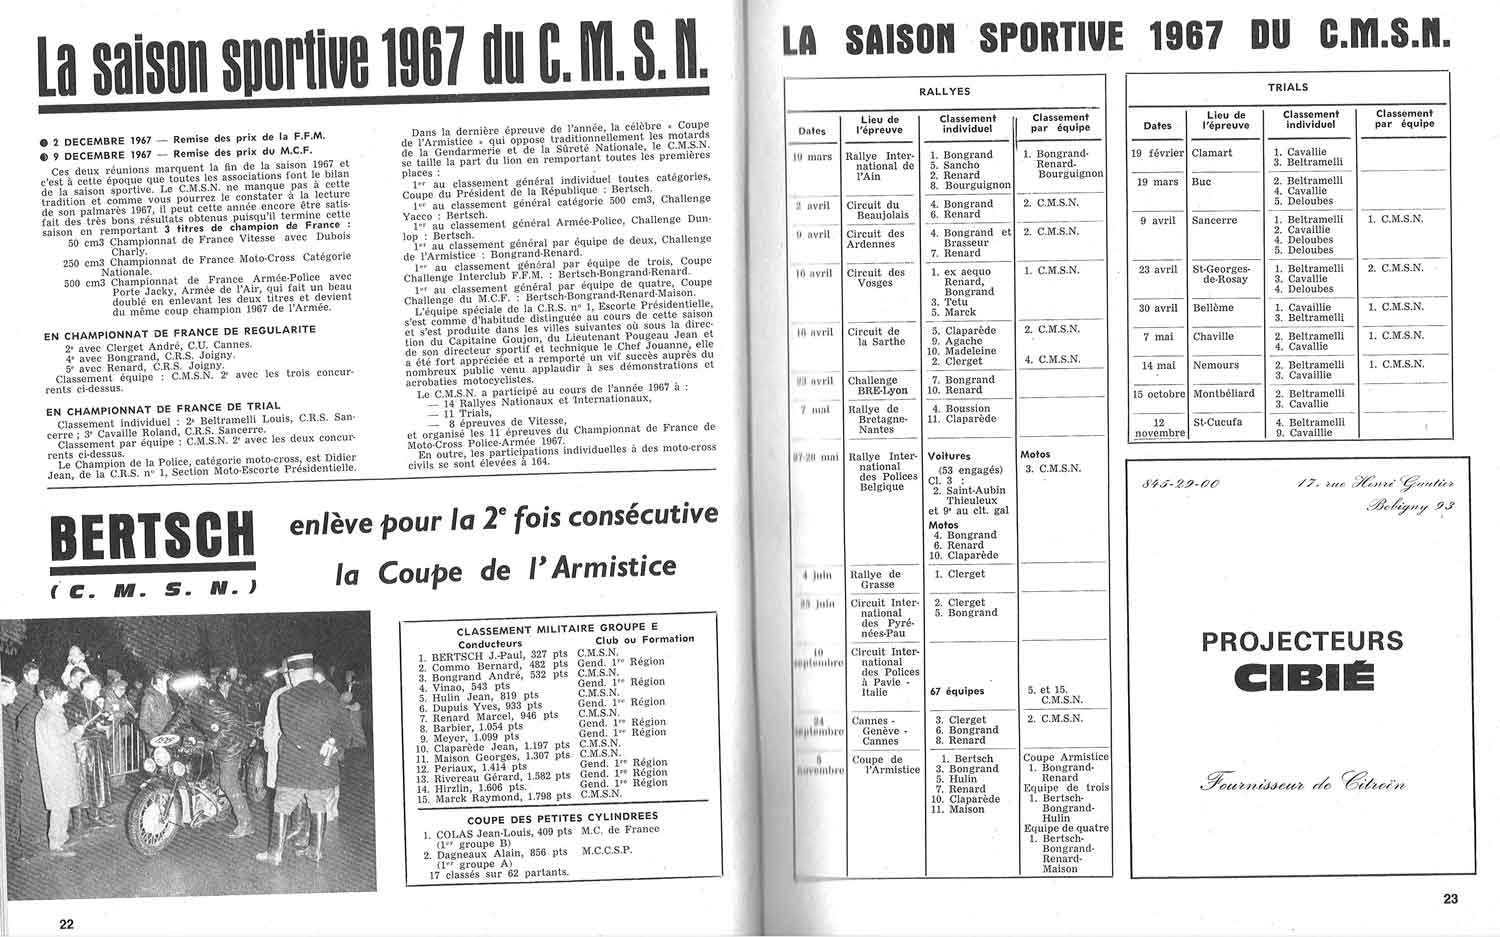 La saison sportive 1967 du C. M. S. N.
● 2 DECEMBRE 1967 — Remise des prix de la F.F.M.
● 9 DECEMBRE 1967 — Remise des prix du M.C.F.
Ces deux réunions marquent la fin de la saison 1967 et
c'est à cette époque que toutes les associations font le bilan
de la saison sportive. Le C.M.S.N. ne manque pas à cette
tradition et comme vous pourrez le constater à la lecture
de son palmarès 1967, il peut cette année encore être satis-
fait des très bons résultats obtenus puisqu'il termine cette
saison en remportant 3 titres de champion de France :
50 cm3 Championnat de France Vitesse avec Dubois
Charly.
250 cm3 Championnat de France Moto-Cross Catégorie
Nationale.
500 cm3 Championnat de France Armée-Police avec
Porte Jacky, Armée de l'Air, qui fait un beau
doublé en enlevant les deux titres et devient
du même coup champion 1967 de l'Armée.
EN CHAMPIONNAT DE FRANCE DE REGULARITE
2e avec Clerget André, C.U. Cannes.
4e avec Bongrand, C.R.S. Joigny.
5e avec Renard, C.R.S. Joigny.
Classement équipe : C.M.S.N. 2e avec les trois concur-
rents ci-dessus.
EN CHAMPIONNAT DE FRANCE DE TRIAL
Classement individuel : 2e Beltramelli Louis, C.R.S. San-
cerre ; 3e Cavaille Roland, C.R.S. Sancerre.
Classement par équipe : C.M.S.N. 2e avec les deux concur-
rents ci-dessus.
Le Champion de la Police, catégorie moto-cross, est Didier
Jean, de la C.R.S. n° 1, Section Moto-Escorte Présidentielle.
Dans la dernière épreuve de l'année, la célèbre « Coupe
de l'Armistice » qui oppose traditionnellement les motards
de la Gendarmerie et de la Sûreté Nationale, le C.M.S.N.
se taille la part du lion en remportant toutes les premières
places :
1er au classement général individuel toutes catégories,
Coupe du Président de la République : Bertsch.
1er au classement général catégorie 500 cm3, Challenge
Yacco : Bertsch.
1er au classement général Armée-Police, Challenge Dun-
lop : Bertsch.
1er au classement général par équipe de deux, Challenge
de l'Armistice : Bongrand-Renard.
1er au classement général par équipe de trois, Coupe
Challenge Interclub F.F.M. : Bertsch-Bongrand-Renard.
1er au classement général par équipe de quatre, Coupe
Challenge du M.C.F. : Bertsch-Bongrand-Renard-Maison.
L'équipe spéciale de la C.R.S. n° 1, Escorte Présidentielle,
s'est comme d'habitude distinguée au cours de cette saison
et s'est produite dans les villes suivantes où sous la direc-
tion du Capitaine Goujon, du Lieutenant Pougeau Jean et
de son directeur sportif et technique le Chef Jouanne, elle
a été fort appréciée et a remporté un vif succès auprès du
nombreux public venu applaudir à ses démonstrations et
acrobaties motocyclistes.
Le C.M.S.N. a participé au cours de l'année 1967 à :
— 14 Rallyes Nationaux et Internationaux,
— 11 Trials,
— 8 épreuves de Vitesse,
et organisé les 11 épreuves du Championnat de France de
Moto-Cross Police-Armée 1967.
En outre, les participations individuelles à des moto-cross
civils se sont élevées à 164.
BERTSCH
(C. M. S. N.)
enlève pour la 2e fois consécutive
la Coupe de l'Armistice
CLASSEMENT MILITAIRE GROUPE E
Conducteurs Club ou Formation
1. BERTSCH J.-Paul, 327 pts C.M.S.N.
2. Commo Bernard, 482 pts Gend. 1re Région
3. Bongrand André, 532 pts C.M.S.N.
4. Vinao, 543 pts Gend. 1re Région
5. Hulin Jean, 819 pts C.M.S.N.
6. Dupuis Yves, 933 pts Gend. 1re Région
7. Renard Marcel, 946 pts C.M.S.N.
8. Barbier, 1.054 pts Gend. 1re Région
9. Meyer, 1.099 pts Gend. 1re Région
10. Claparède Jean, 1.197 pts C.M.S.N.
11. Maison Georges, 1.307 pts C.M.S.N.
12. Periaux, 1.414 pts Gend. 1re Région
13. Rivereau Gérard, 1.582 pts Gend. 1re Région
14. Hirzlin, 1.606 pts. Gend. 1re Région
15. Marck Raymond, 1.798 pts C.M.S.N.
COUPE DES PETITES CYLINDREES
1. COLAS Jean-Louis, 409 pts M.C. de France
(1er groupe B)
2. Dagneaux Alain, 856 pts M.C.C.S.P.
(1er groupe A)
17 classés sur 62 partants.
22
LA SAISON SPORTIVE 1967 DU C.M.S.N.
RALLYES
Dates
Lieu de
l'épreuve
Classement
individuel
Classement
par équipe
19 mars
Rallye Inter-
national de
l'Ain
1. Bongrand
5. Sancho
2. Renard
8. Bourguignon
1. Bongrand-
Renard-
Bourguignon
2 avril
Circuit du
Beaujolais
4. Bongrand
6. Renard
2. C.M.S.N.
9 avril
Circuit des
Ardennes
4. Bongrand et
Brasseur
7. Renard
2. C.M.S.N.
16 avril
Circuit des
Vosges
1. ex aequo
Renard,
Bongrand
3. Tetu
5. Marck
1. C.M.S.N.
16 avril
Circuit de
la Sarthe
5. Claparède
9. Agache
10. Madeleine
2. Clerget
2. C.M.S.N.
4. C.M.S.N.
23 avril
Challenge
BRE-Lyon
7. Bongrand
10. Renard
7 mai
Rallye de
Bretagne-
Nantes
4. Boussion
11. Claparède
27-28 mai
Rallye Inter-
national
des Polices
Belgique
Voitures
(53 engagés)
Cl. 3 :
2. Saint-Aubin
Thieuleux
et 9e au clt. gal
Motos
4. Bongrand
6. Renard
10. Claparède
Motos
3. C.M.S.N.
4 juin
Rallye de
Grasse
1. Clerget
25 juin
Circuit Inter-
national
des Pyré-
nées-Pau
2. Clerget
5. Bongrand
10
septembre
Circuit Inter-
national
des Polices
à Pavie -
Italie
67 équipes
5. et 15.
C.M.S.N.
24
septembre
Cannes -
Genève -
Cannes
3. Clerget
6. Bongrand
8. Renard
2. C.M.S.N.
novembre
Coupe de
l'Armistice
1. Bertsch
3. Bongrand
5. Hulin
7. Renard
10. Claparède
11. Maison
Coupe Armistice
1. Bongrand-
Renard
Equipe de trois
1. Bertsch-
Bongrand-
Hulin
Equipe de quatre
1. Bertsch-
Bongrand-
Renard-
Maison
TRIALS
Dates
Lieu de
l'épreuve
Classement
individuel
Classement
par équipe
19 février
Clamart
1. Cavallie
3. Beltramelli
19 mars
Buc
2. Beltramelli
4. Cavallie
5. Deloubes
9 avril
Sancerre
1. Beltramelli
2. Cavallie
4. Deloubes
5. Deloubes
1. C.M.S.N.
23 avril
St-Georges-
de-Rosay
1. Beltramelli
3. Cavallie
4. Deloubes
2. C.M.S.N.
30 avril
Bellème
1. Cavallie
3. Beltramelli
1. C.M.S.N.
7 mai
Chaville
2. Beltramelli
4. Cavallie
1. C.M.S.N.
14 mai
Nemours
2. Beltramelli
3. Cavallie
1. C.M.S.N.
15 octobre
Montbéliard
2. Beltramelli
3. Cavallie
12
novembre
St-Cucufa
4. Beltramelli
9. Cavallie
845-29-00
17, rue Henri Gautier
Bobigny 93
PROJECTEURS
CIBIÉ
Fournisseur de Citroën
23